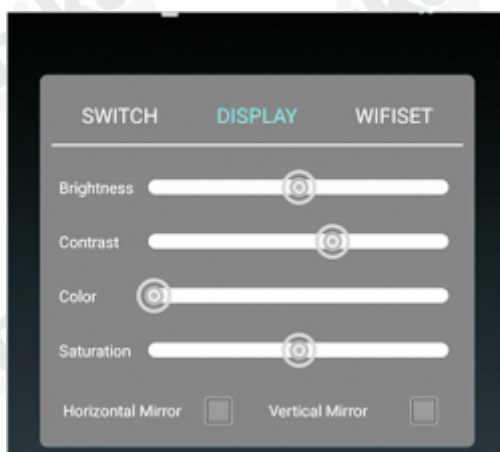 SWITCH DISPLAY WIFISET
Brightness
Contrast
Color
Saturation
Horizontal Mirror Vertical Mirror